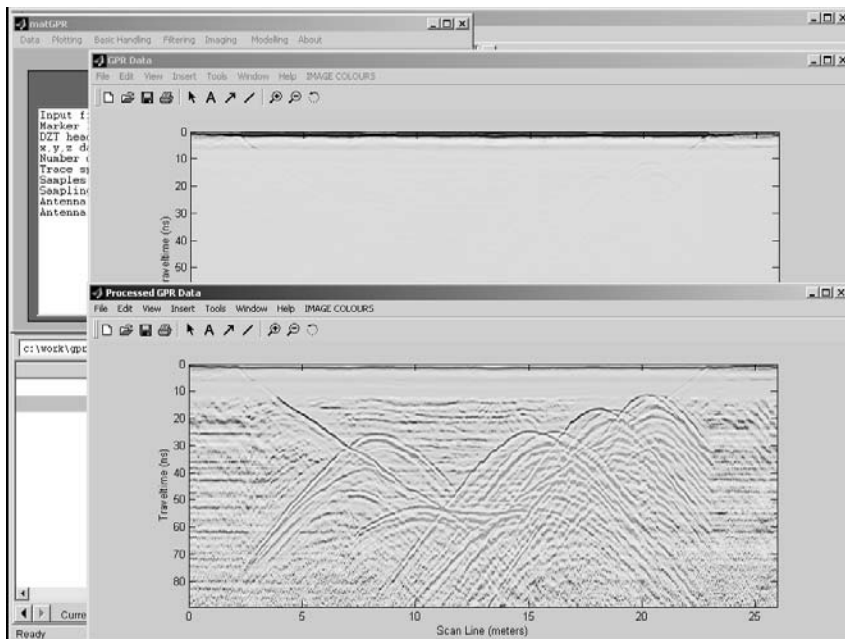 matGPR
Data Plotting Basic Handling Filtering Imaging Modelling About
GPR Data
File Edit View Insert Tools Window Help IMAGE COLOURS
Input
Marker
DZT
x,y,z
Number
Trace
Samples
Sampling
Antenna
Antenna
0
10
20
30
40
50
60
Traveltime (ns)
Processed GPR Data
File Edit View Insert Tools Window Help IMAGE COLOURS
c:\work\gpr
0
10
20
30
40
50
60
70
80
Traveltime (ns)
0 5 10 15 20 25
Scan Line (meters)
Curre
Ready